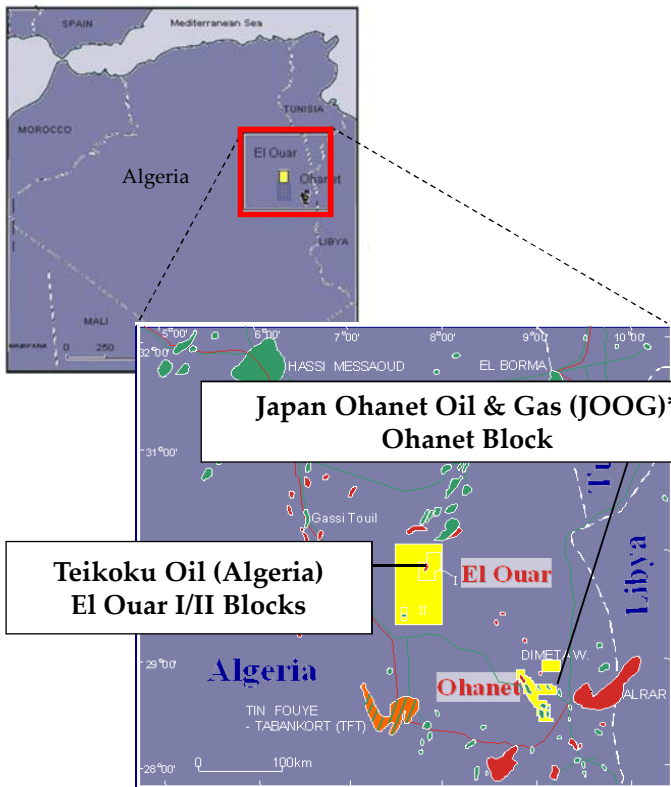 SPAIN
Mediterranean Sea
TUNISIA
MOROCCO
El Ouar
Algeria
Ohanet
LIBYA
MALI
0 250
5°00'
6°00'
7°00'
8°00'
9°00'
10°00'
32°00'
HASSI MESSAOUD
EL BORMA
Japan Ohanet Oil & Gas (JOOG)*
Ohanet Block
31°00'
Gassi Touil
Teikoku Oil (Algeria)
El Ouar I/II Blocks
El Ouar
I
II
Libya
29°00'
Algeria
DIMETA W.
Ohanet
ALRAR
TIN FOUYE
- TABANKORT (TFT)
0 100km
28°00'